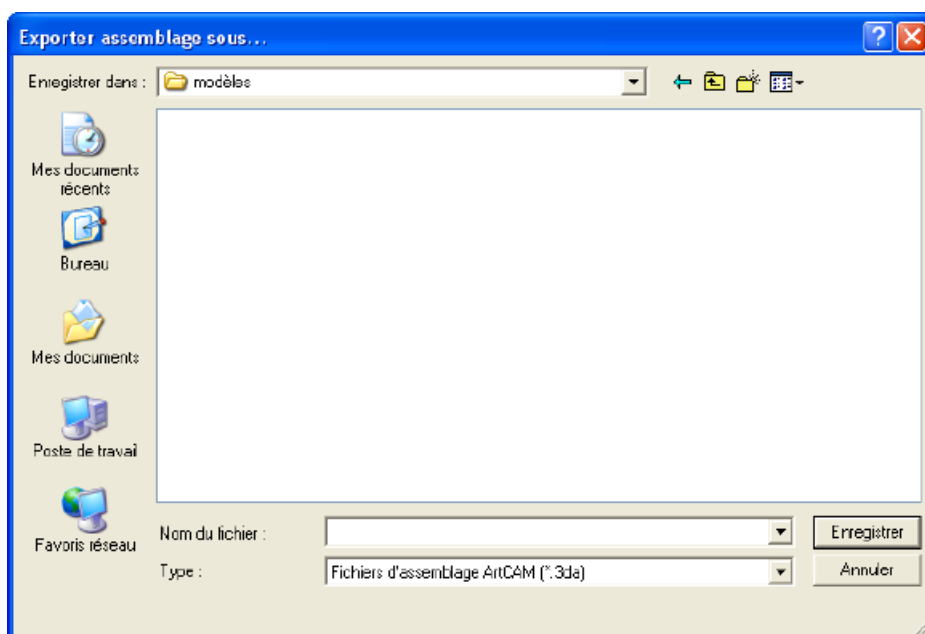 Exporter assemblage sous...
Enregistrer dans :
modèles
Mes documents
récents
Bureau
Mes documents
Poste de travail
Favoris réseau
Nom du fichier :
Enregistrer
Type :
Fichiers d'assemblage ArtCAM (*.3da)
Annuler